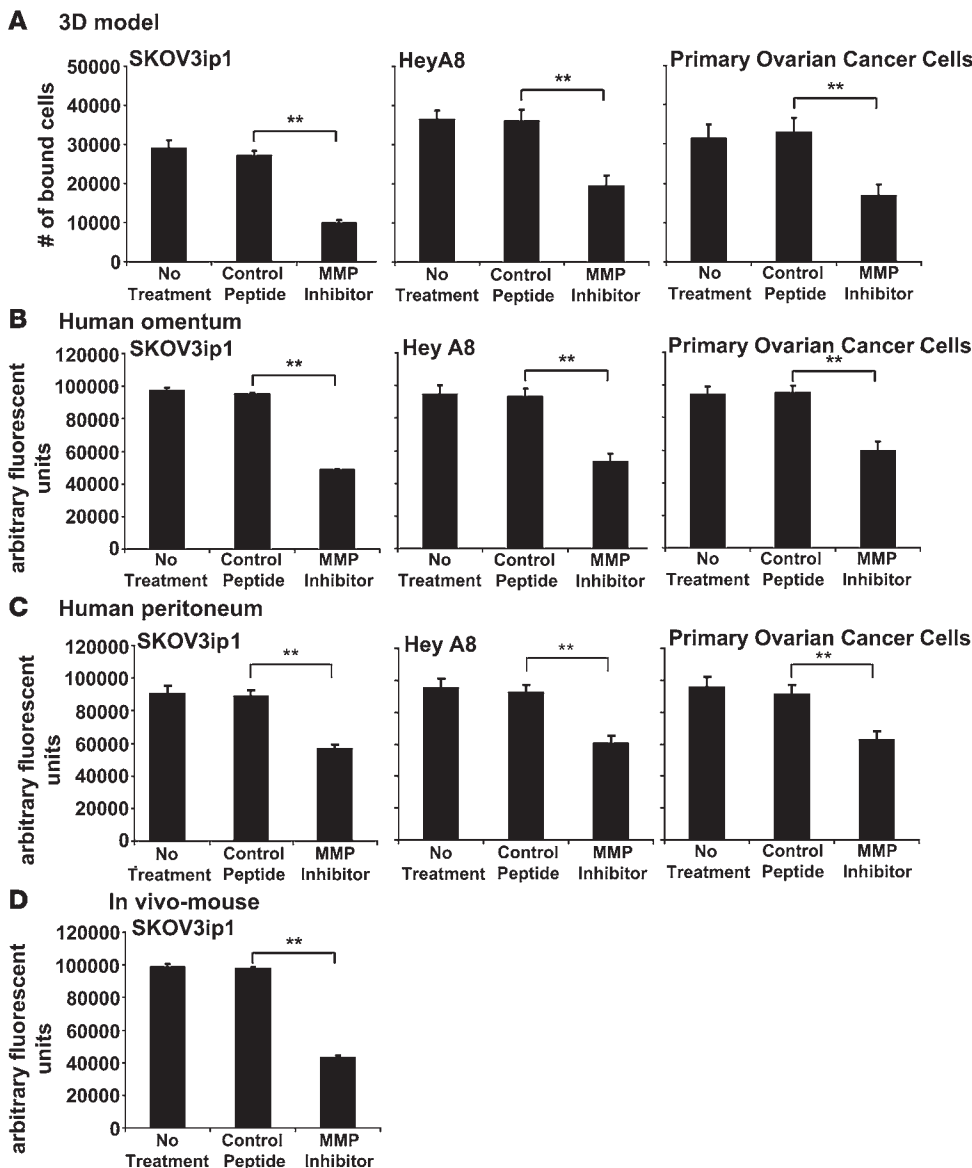 A 3D model
SKOV3ip1
HeyA8
Primary Ovarian Cancer Cells
# of bound cells
50000
40000
30000
20000
10000
0
**
**
**
No Treatment
Control Peptide
MMP Inhibitor
No Treatment
Control Peptide
MMP Inhibitor
No Treatment
Control Peptide
MMP Inhibitor
B Human omentum
SKOV3ip1
Hey A8
Primary Ovarian Cancer Cells
arbitrary fluorescent units
120000
100000
80000
60000
40000
20000
0
**
**
**
No Treatment
Control Peptide
MMP Inhibitor
No Treatment
Control Peptide
MMP Inhibitor
No Treatment
Control Peptide
MMP Inhibitor
C Human peritoneum
SKOV3ip1
Hey A8
Primary Ovarian Cancer Cells
arbitrary fluorescent units
120000
100000
80000
60000
40000
20000
0
**
**
**
No Treatment
Control Peptide
MMP Inhibitor
No Treatment
Control Peptide
MMP Inhibitor
No Treatment
Control Peptide
MMP Inhibitor
D In vivo-mouse
SKOV3ip1
arbitrary fluorescent units
120000
100000
80000
60000
40000
20000
0
**
No Treatment
Control Peptide
MMP Inhibitor